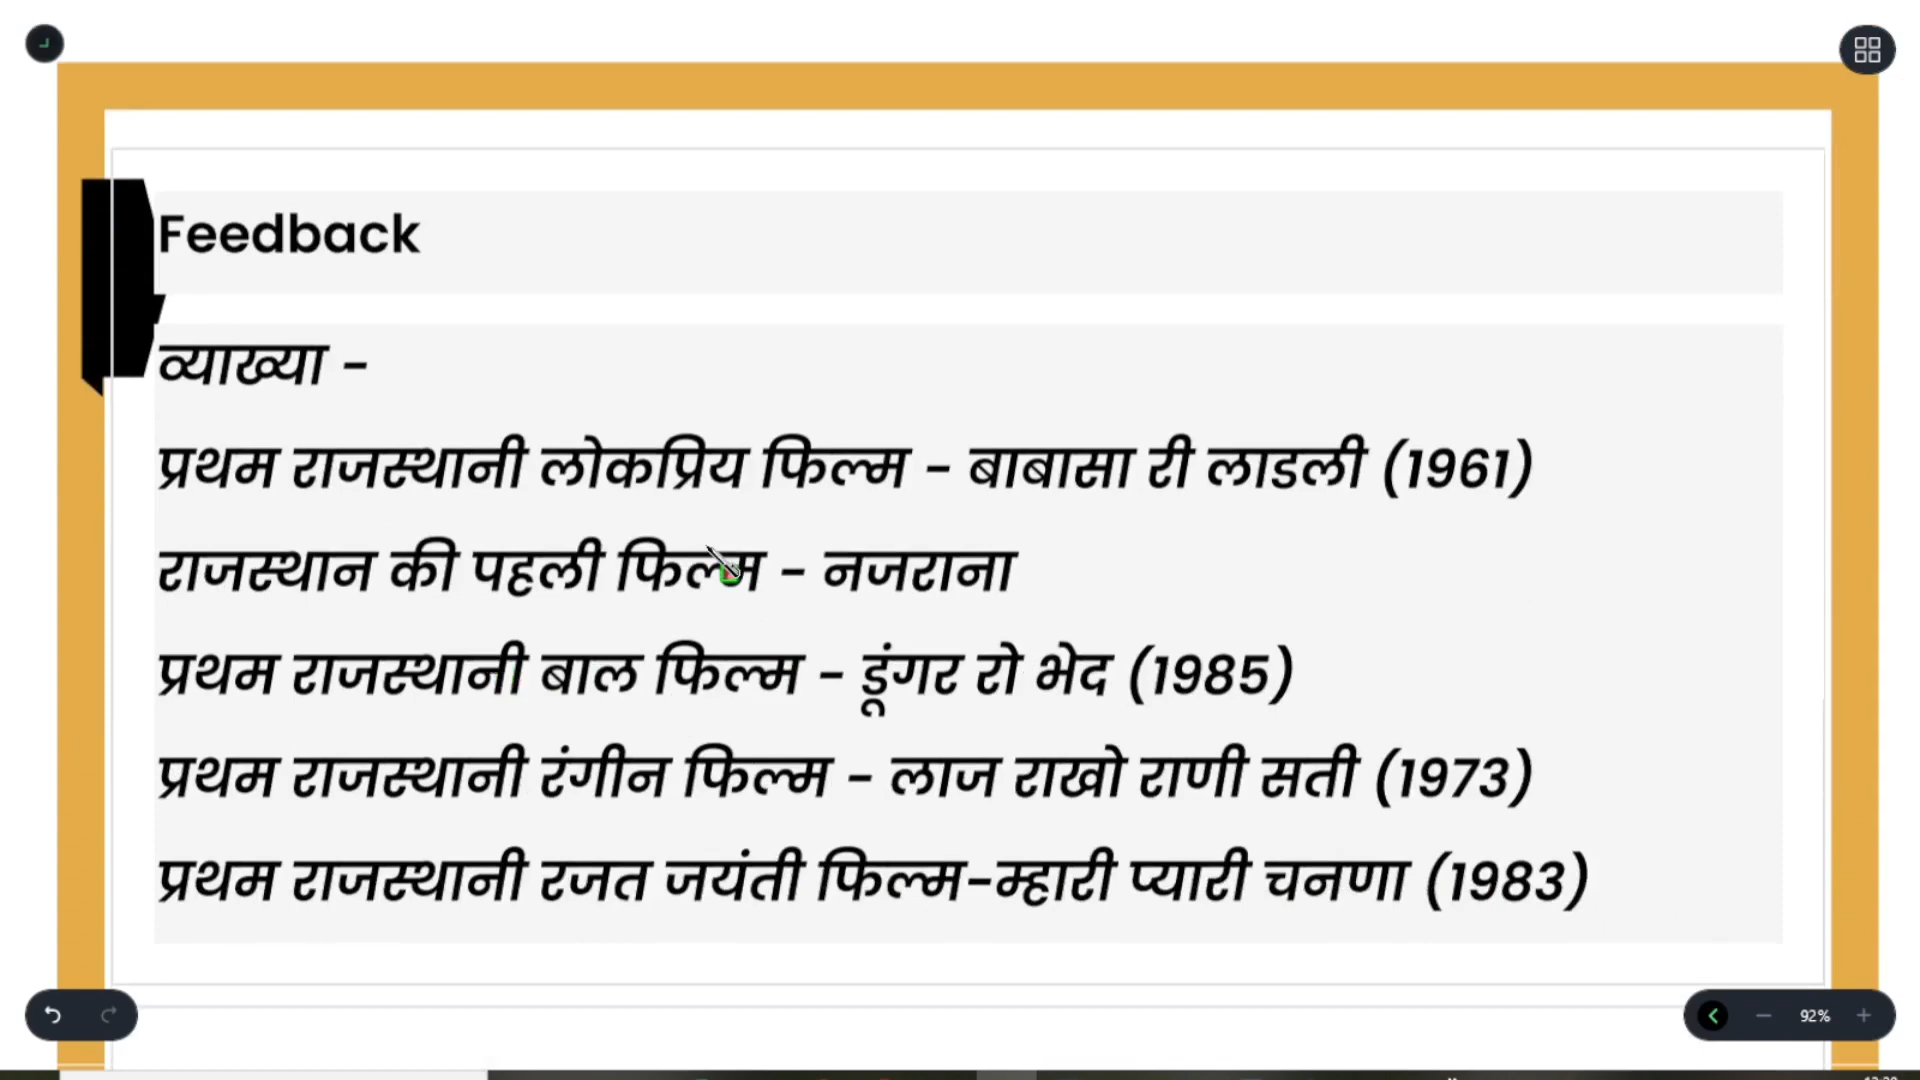 Feedback
व्याख्या -
प्रथम राजस्थानी लोकप्रिय फिल्म - बाबासा री लाडली (1961)
राजस्थान की पहली फिल्म - नजराना
प्रथम राजस्थानी बाल फिल्म - डूंगर रो भेद (1985)
प्रथम राजस्थानी रंगीन फिल्म - लाज राखो राणी सती (1973)
प्रथम राजस्थानी रजत जयंती फिल्म-म्हारी प्यारी चनणा (1983)
92%